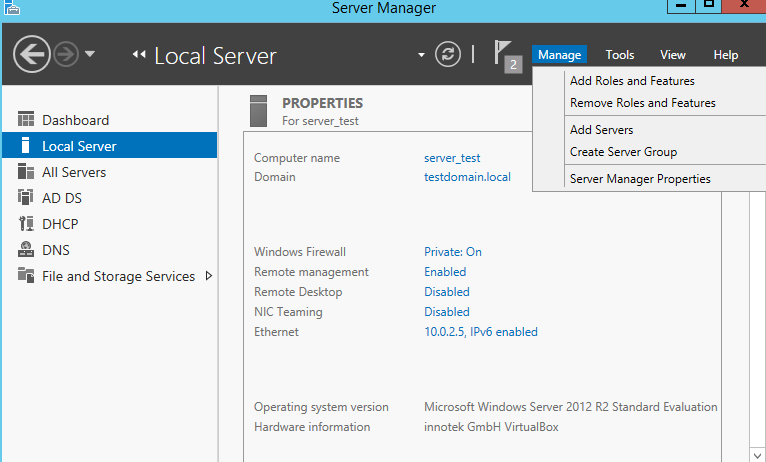 Server Manager
Local Server
2
Manage Tools View Help
Add Roles and Features
Remove Roles and Features
Add Servers
Create Server Group
Server Manager Properties
Dashboard
Local Server
All Servers
AD DS
DHCP
DNS
File and Storage Services
PROPERTIES
For server_test
Computer name server_test
Domain testdomain.local
Windows Firewall Private: On
Remote management Enabled
Remote Desktop Disabled
NIC Teaming Disabled
Ethernet 10.0.2.5, IPv6 enabled
Operating system version Microsoft Windows Server 2012 R2 Standard Evaluation
Hardware information innotek GmbH VirtualBox